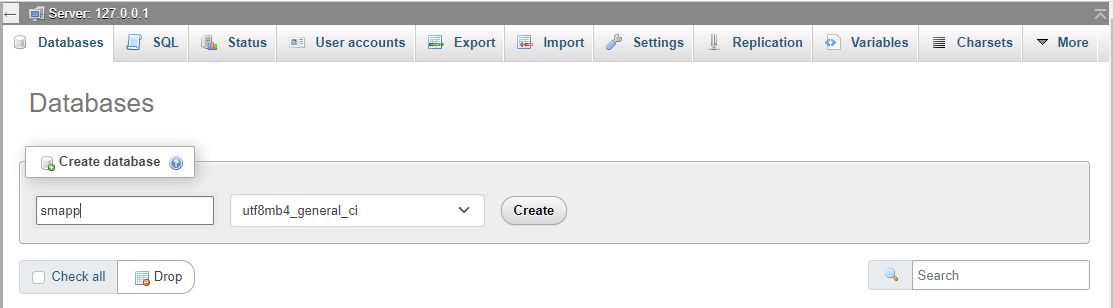 Server: 127.0.0.1
Databases SQL Status User accounts Export Import Settings Replication Variables Charsets More
Databases
Create database
smapp utf8mb4_general_ci Create
Check all Drop Search